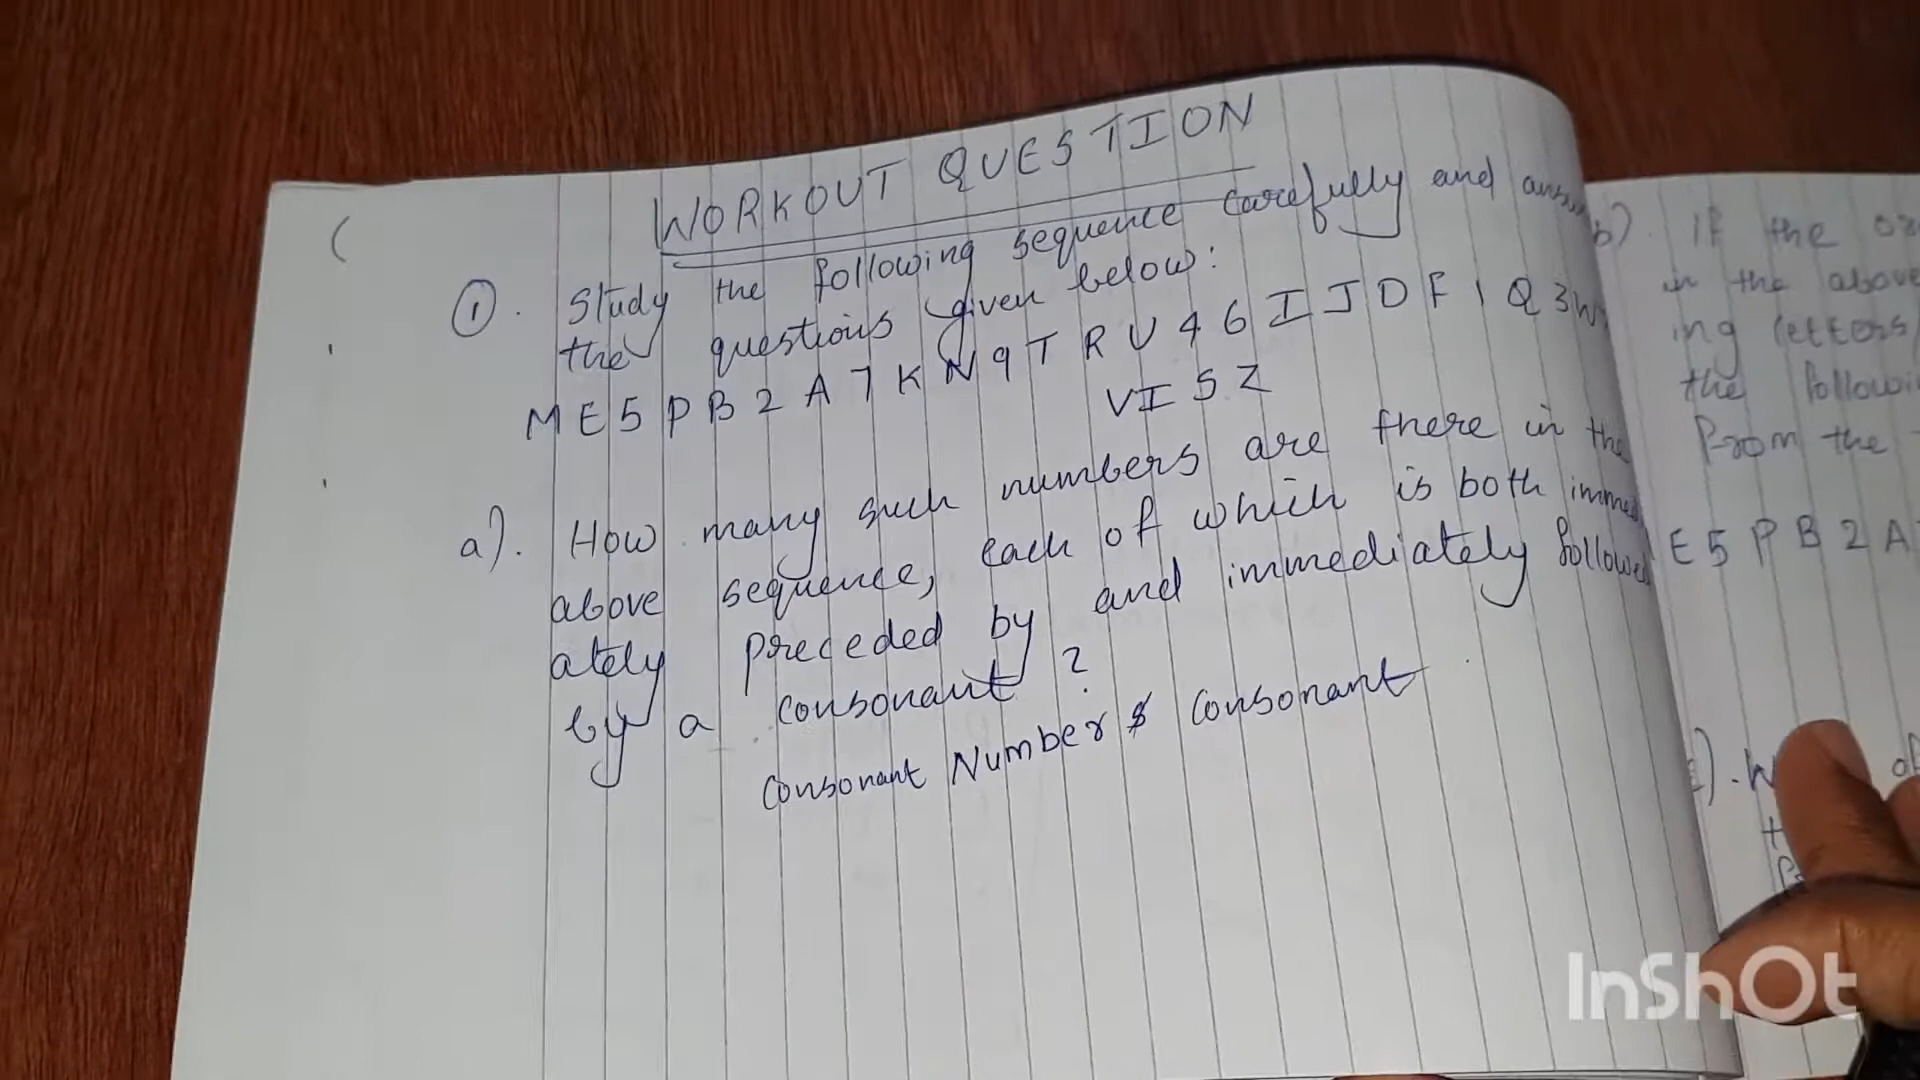 WORKOUT QUESTION
1. Study the following sequence carefully and
the questions given below:
M E 5 P B 2 A 7 K N 9 T R U 4 6 I J D F 1 Q 3 W
V I S Z
a). How many such numbers are there in the
above sequence, each of which is both immedi
ately preceded by and immediately followed
by a consonant ?
Consonant Number $ Consonant
b). If the
in the above
ing letters,
the
From the
E 5 P B 2 A
InShOt